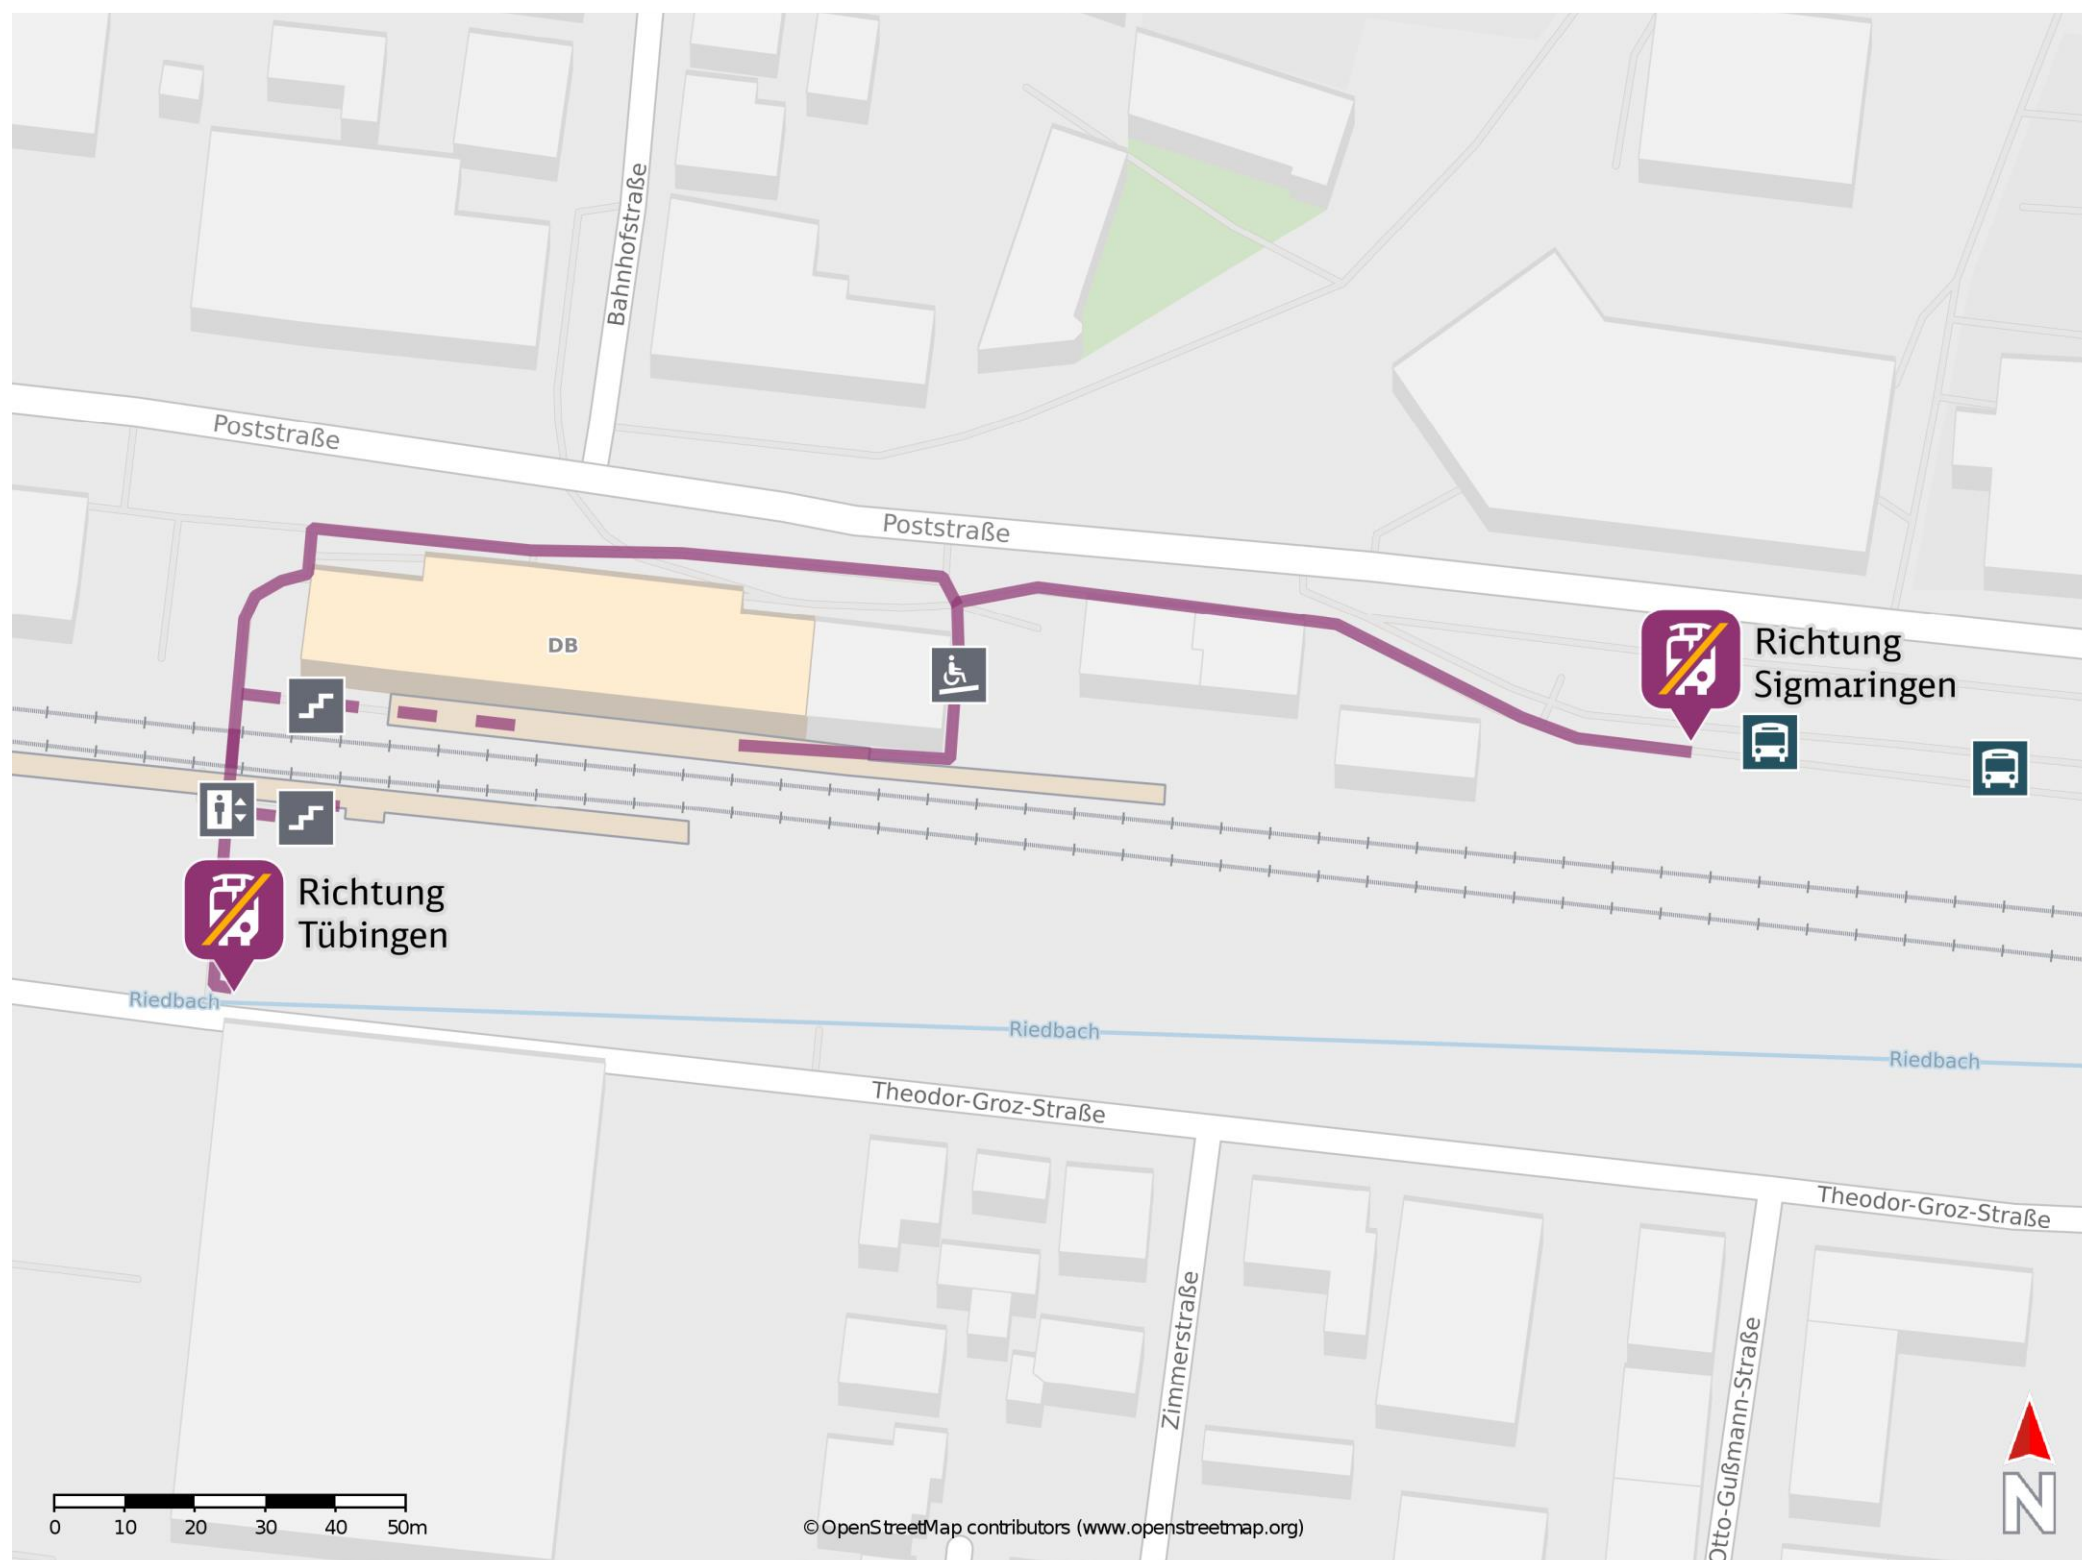 Bahnhofstraße
Poststraße
Poststraße
DB
Richtung
Sigmaringen
Richtung
Tübingen
Riedbach
Riedbach
Riedbach
Theodor-Groz-Straße
Theodor-Groz-Straße
Zimmerstraße
Otto-Gußmann-Straße
0 10 20 30 40 50m
© OpenStreetMap contributors (www.openstreetmap.org)
N